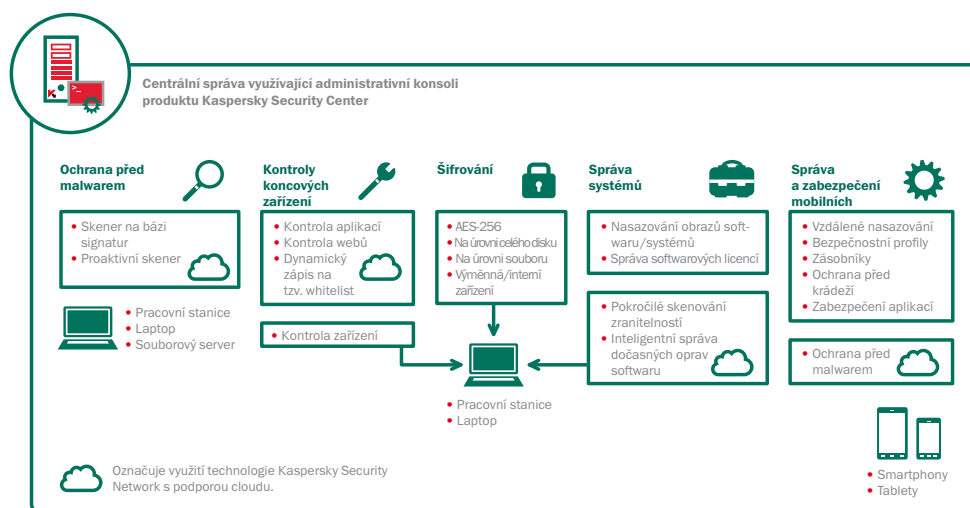 Centrální správa využívající administrativní konsoli
produktu Kaspersky Security Center
Ochrana před
malwarem
• Skener na bázi
signatur
• Proaktivní skener
• Pracovní stanice
• Laptop
• Souborový server
Kontroly
koncových
zařízení
• Kontrola aplikací
• Kontrola webů
• Dynamický
zápis na
tzv. whitelist
• Kontrola zařízení
Šifrování
• AES-256
• Na úrovni celého disku
• Na úrovni souboru
• Výměnná/interní
zařízení
• Pracovní stanice
• Laptop
Správa
systémů
• Nasazování obrazů soft-
waru/systémů
• Správa softwarových licencí
• Pokročilé skenování
zranitelností
• Inteligentní správa
dočasných oprav
softwaru
Správa
a zabezpečení
mobilních
• Vzdálené nasazování
• Bezpečnostní profily
• Zásobníky
• Ochrana před
krádeží
• Zabezpečení aplikací
• Ochrana před
malwarem
• Smartphony
• Tablety
Označuje využití technologie Kaspersky Security
Network s podporou cloudu.